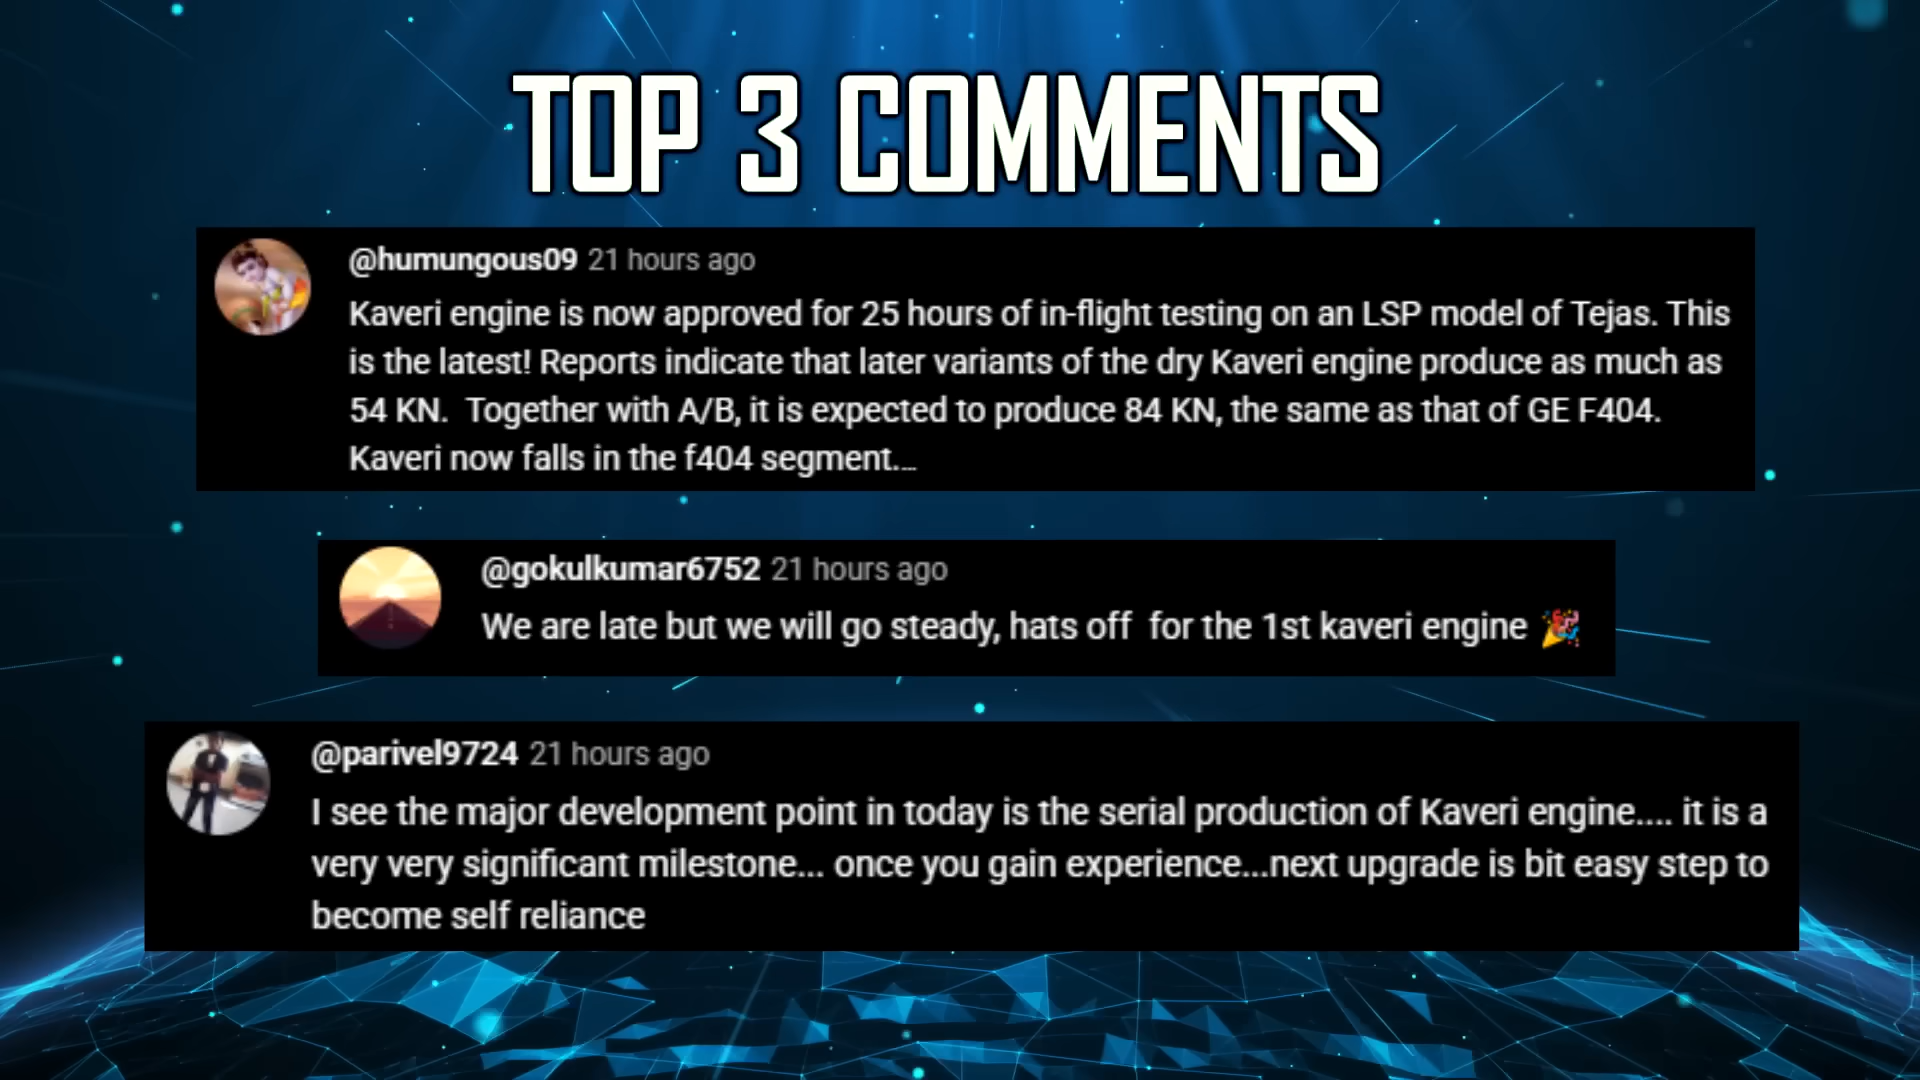 TOP 3 COMMENTS
@humungous09 21 hours ago
Kaveri engine is now approved for 25 hours of in-flight testing on an LSP model of Tejas. This
is the latest! Reports indicate that later variants of the dry Kaveri engine produce as much as
54 KN.  Together with A/B, it is expected to produce 84 KN, the same as that of GE F404.
Kaveri now falls in the f404 segment....
@gokulkumar6752 21 hours ago
We are late but we will go steady, hats off  for the 1st kaveri engine 🎉
@parivel9724 21 hours ago
I see the major development point in today is the serial production of Kaveri engine.... it is a
very very significant milestone... once you gain experience...next upgrade is bit easy step to
become self reliance